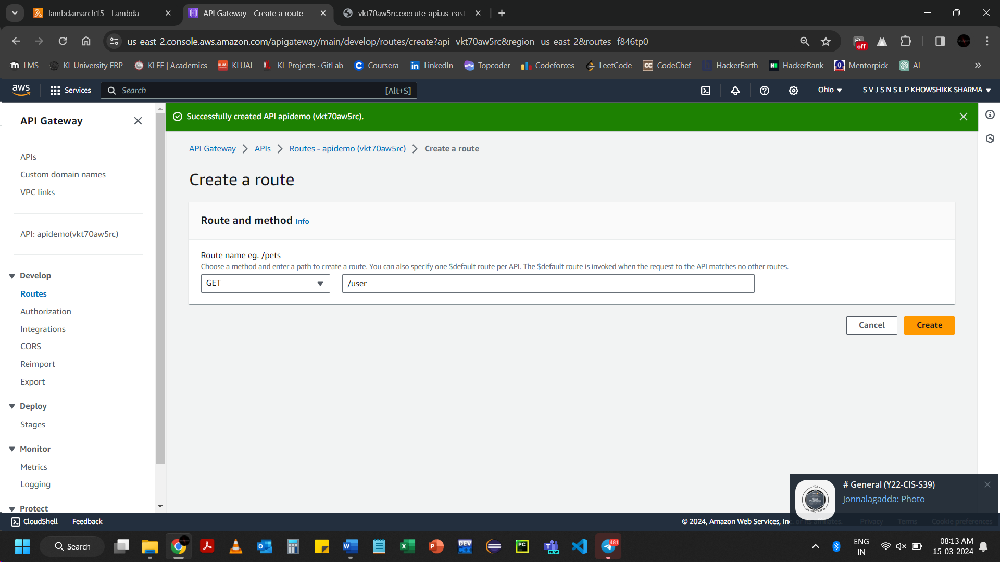 lambdamarch15 - Lambda
API Gateway - Create a route
vkt70aw5rc.execute-api.us-east
us-east-2.console.aws.amazon.com/apigateway/main/develop/routes/create?api=vkt70aw5rc&region=us-east-2&routes=f846tp0
off
LMS
KL University ERP
KLEF | Academics
KLUAI
KLUAI
KL Projects · GitLab
Coursera
LinkedIn
Topcoder
Codeforces
LeetCode
CC
CodeChef
HackerEarth
HackerRank
Mentorpick
AI
aws
Services
Search
[Alt+S]
Ohio
S V J S N S L P KHOWSHIKK SHARMA
API Gateway
APIs
Custom domain names
VPC links
API: apidemo(vkt70aw5rc)
Develop
Routes
Authorization
Integrations
CORS
Reimport
Export
Deploy
Stages
Monitor
Metrics
Logging
Protect
Successfully created API apidemo (vkt70aw5rc).
API Gateway
APIs
Routes - apidemo (vkt70aw5rc)
Create a route
Create a route
Route and method Info
Route name eg. /pets
Choose a method and enter a path to create a route. You can also specify one $default route per API. The $default route is invoked when the request to the API matches no other routes.
GET
/user
Cancel
Create
# General (Y22-CIS-S39)
Jonnalagadda: Photo
CloudShell
Feedback
© 2024, Amazon Web Services, Inc. or its affiliates.
Privacy
Terms
Cookie preferences
Search
DEV
PC
NEW
481
ENG
IN
08:13 AM
15-03-2024